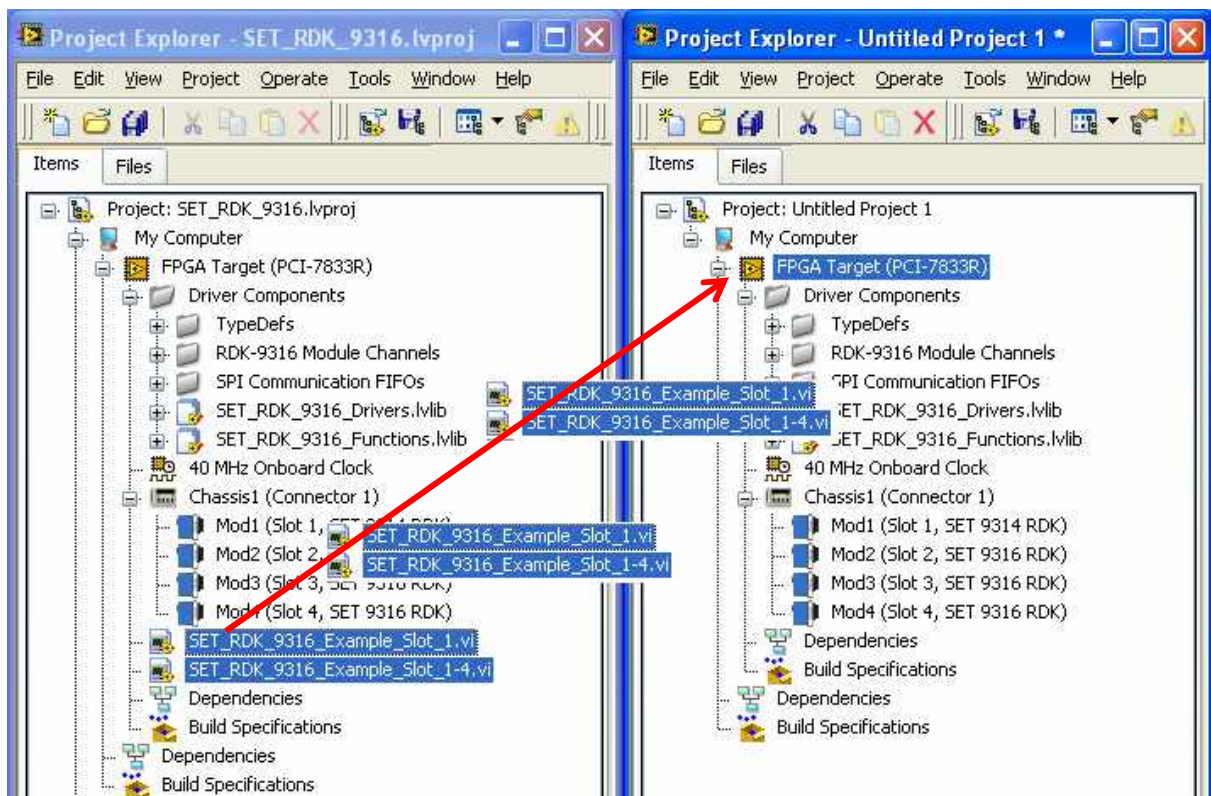 Project Explorer - SET_RDK_9316.lvproj
File Edit View Project Operate Tools Window Help
Items Files
Project: SET_RDK_9316.lvproj
My Computer
FPGA Target (PCI-7833R)
Driver Components
TypeDefs
RDK-9316 Module Channels
SPI Communication FIFOs
SET_RDK_9316_Drivers.lvlib
SET_RDK_9316_Functions.lvlib
40 MHz Onboard Clock
Chassis1 (Connector 1)
Mod1 (Slot 1, SET 9314 RDK)
Mod2 (Slot 2,
Mod3 (Slot 3, SET 9316 RDK)
Mod4 (Slot 4, SET 9316 RDK)
SET_RDK_9316_Example_Slot_1.vi
SET_RDK_9316_Example_Slot_1-4.vi
Dependencies
Build Specifications
Dependencies
Build Specifications
SET_RDK_9316_Example_Slot_1.vi
SET_RDK_9316_Example_Slot_1-4.vi
SET_RDK_9316_Example_Slot_1.vi
SET_RDK_9316_Example_Slot_1-4.vi
Project Explorer - Untitled Project 1 *
File Edit View Project Operate Tools Window Help
Items Files
Project: Untitled Project 1
My Computer
FPGA Target (PCI-7833R)
Driver Components
TypeDefs
RDK-9316 Module Channels
SPI Communication FIFOs
SET_RDK_9316_Drivers.lvlib
SET_RDK_9316_Functions.lvlib
40 MHz Onboard Clock
Chassis1 (Connector 1)
Mod1 (Slot 1, SET 9314 RDK)
Mod2 (Slot 2, SET 9316 RDK)
Mod3 (Slot 3, SET 9316 RDK)
Mod4 (Slot 4, SET 9316 RDK)
Dependencies
Build Specifications
Dependencies
Build Specifications